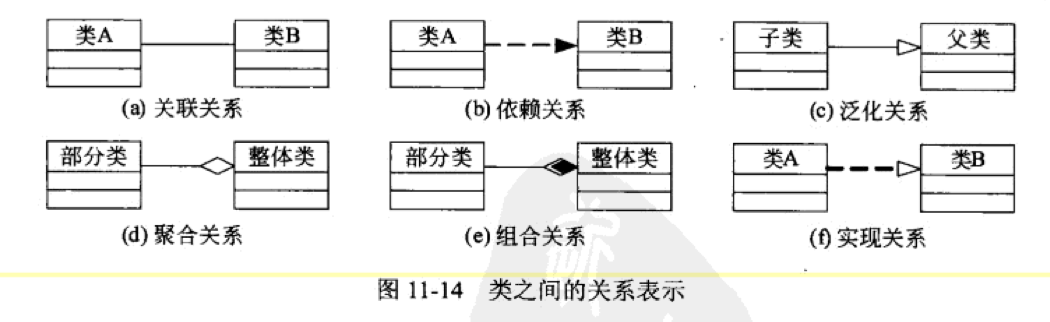 类A 类B 类A 类B 子类 父类
(a) 关联关系 (b) 依赖关系 (c) 泛化关系
部分类 整体类 部分类 整体类 类A 类B
(d) 聚合关系 (e) 组合关系 (f) 实现关系
图 11-14 类之间的关系表示